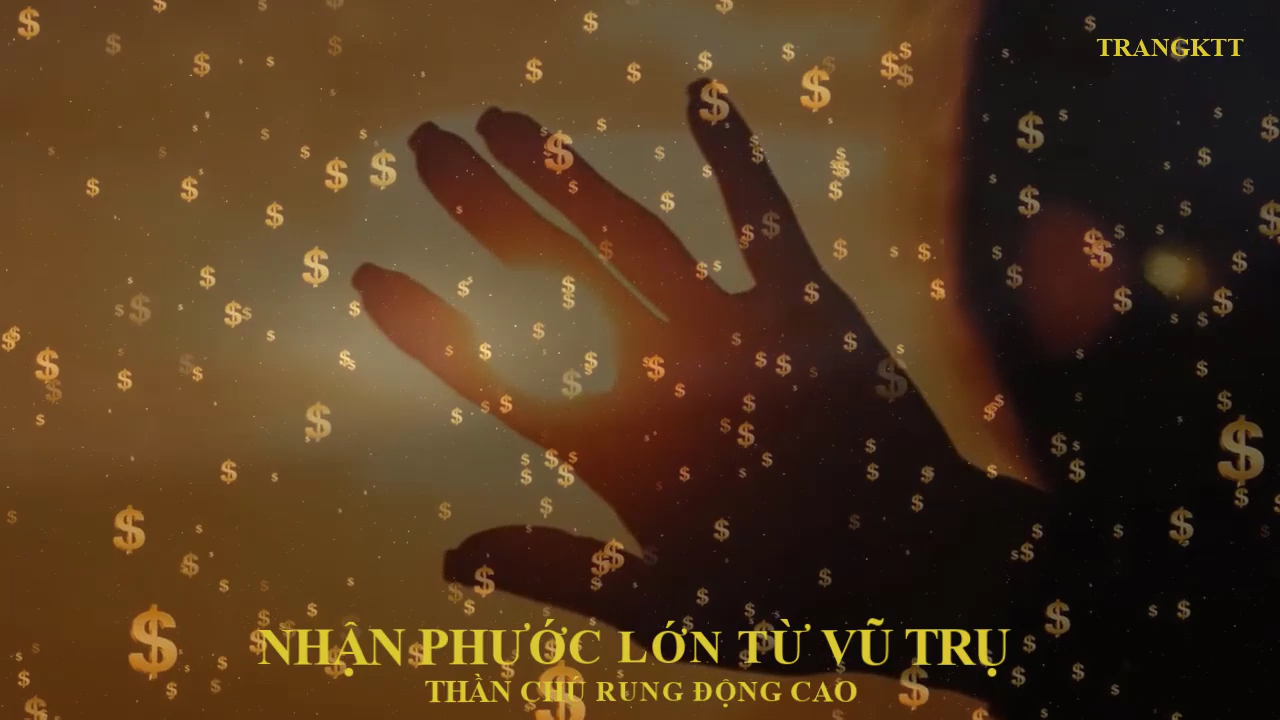 TRANGKTT
NHẬN PHƯỚC LỚN TỪ VŨ TRỤ
THẦN CHÚ RUNG ĐỘNG CAO